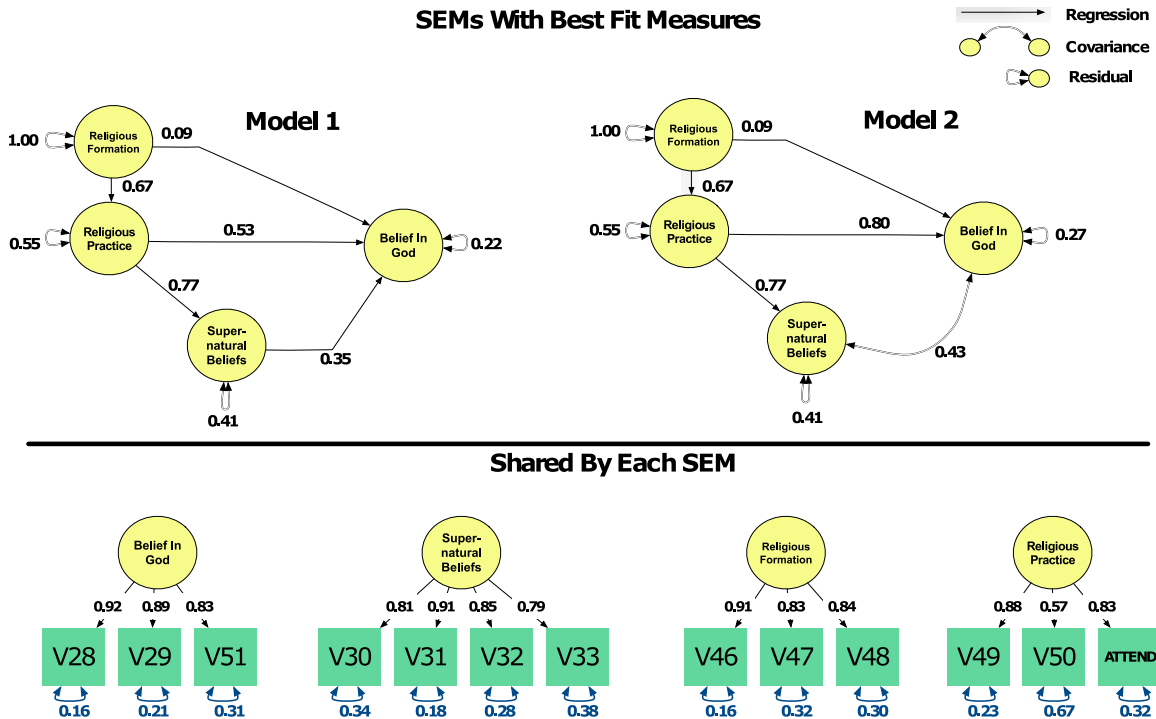 SEMs With Best Fit Measures
Regression
Covariance
Residual
Model 1
Religious
Formation
1.00
0.09
0.67
Religious
Practice
0.55
0.53
Belief In
God
0.22
0.77
Super-
natural
Beliefs
0.35
0.41
Model 2
Religious
Formation
1.00
0.09
0.67
Religious
Practice
0.55
0.80
Belief In
God
0.27
0.77
Super-
natural
Beliefs
0.43
0.41
Shared By Each SEM
Belief In
God
0.92 0.89 0.83
V28 V29 V51
0.16 0.21 0.31
Super-
natural
Beliefs
0.81 0.91 0.85 0.79
V30 V31 V32 V33
0.34 0.18 0.28 0.38
Religious
Formation
0.91 0.83 0.84
V46 V47 V48
0.16 0.32 0.30
Religious
Practice
0.88 0.57 0.83
V49 V50 ATTEND
0.23 0.67 0.32